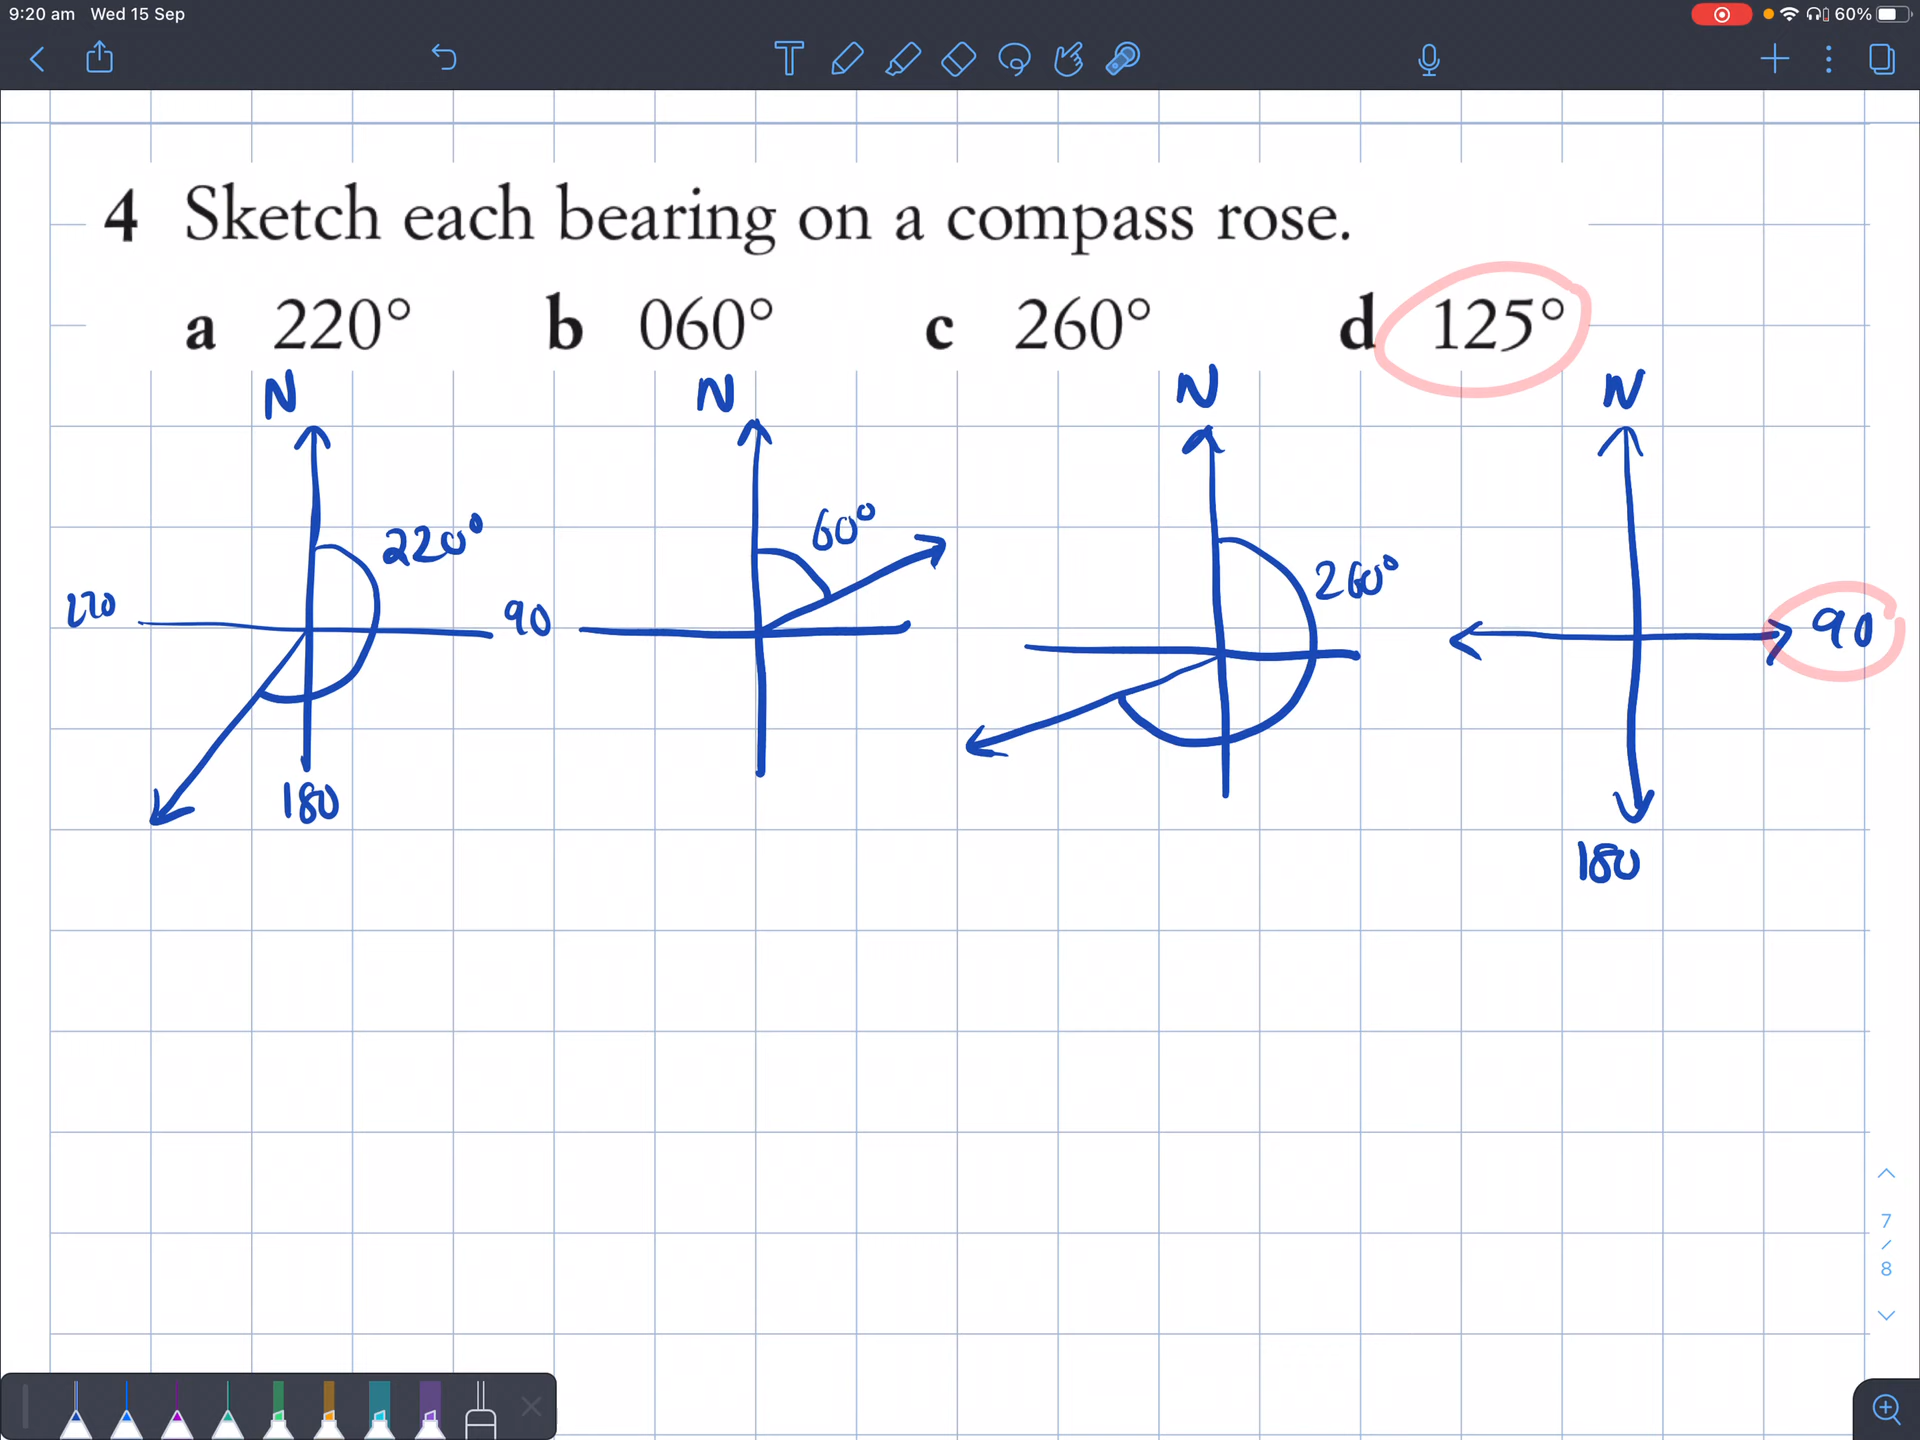 9:20 am Wed 15 Sep 60%
4 Sketch each bearing on a compass rose.
a 220° b 060° c 260° d 125°
N N N N
220° 60° 260°
270 90 90
180 180
7
/
8